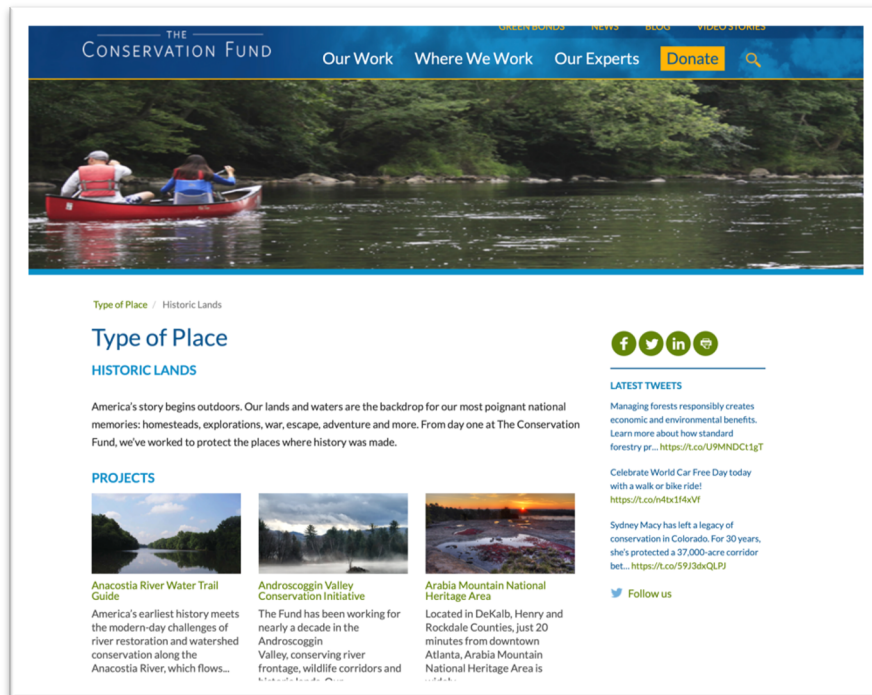 GREEN BONDS NEWS BLOG VIDEO STORIES
THE
CONSERVATION FUND
Our Work Where We Work Our Experts Donate
Type of Place / Historic Lands
Type of Place
HISTORIC LANDS
America's story begins outdoors. Our lands and waters are the backdrop for our most poignant national
memories: homesteads, explorations, war, escape, adventure and more. From day one at The Conservation
Fund, we've worked to protect the places where history was made.
PROJECTS
Anacostia River Water Trail
Guide
America's earliest history meets
the modern-day challenges of
river restoration and watershed
conservation along the
Anacostia River, which flows...
Androscoggin Valley
Conservation Initiative
The Fund has been working for
nearly a decade in the
Androscoggin
Valley, conserving river
frontage, wildlife corridors and
historic lands. Our
Arabia Mountain National
Heritage Area
Located in DeKalb, Henry and
Rockdale Counties, just 20
minutes from downtown
Atlanta, Arabia Mountain
National Heritage Area is
widely
LATEST TWEETS
Managing forests responsibly creates
economic and environmental benefits.
Learn more about how standard
forestry pr... https://t.co/U9MNDCt1gT
Celebrate World Car Free Day today
with a walk or bike ride!
https://t.co/n4tx1f4xVf
Sydney Macy has left a legacy of
conservation in Colorado. For 30 years,
she's protected a 37,000-acre corridor
bet... https://t.co/59J3dxQLPJ
Follow us